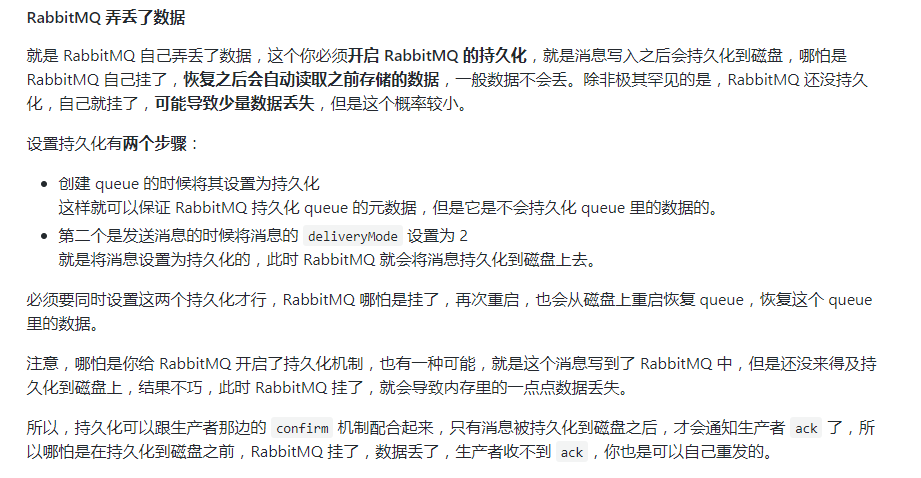 RabbitMQ 弄丢了数据
就是 RabbitMQ 自己弄丢了数据，这个你必须开启 RabbitMQ 的持久化，就是消息写入之后会持久化到磁盘，哪怕是
RabbitMQ 自己挂了，恢复之后会自动读取之前存储的数据，一般数据不会丢。除非极其罕见的是，RabbitMQ 还没持久
化，自己就挂了，可能导致少量数据丢失，但是这个概率较小。
设置持久化有两个步骤：
• 创建 queue 的时候将其设置为持久化
这样就可以保证 RabbitMQ 持久化 queue 的元数据，但是它是不会持久化 queue 里的数据的。
• 第二个是发送消息的时候将消息的 deliveryMode 设置为 2
就是将消息设置为持久化的，此时 RabbitMQ 就会将消息持久化到磁盘上去。
必须要同时设置这两个持久化才行，RabbitMQ 哪怕是挂了，再次重启，也会从磁盘上重启恢复 queue，恢复这个 queue
里的数据。
注意，哪怕是你给 RabbitMQ 开启了持久化机制，也有一种可能，就是这个消息写到了 RabbitMQ 中，但是还没来得及持
久化到磁盘上，结果不巧，此时 RabbitMQ 挂了，就会导致内存里的一点点数据丢失。
所以，持久化可以跟生产者那边的 confirm 机制配合起来，只有消息被持久化到磁盘之后，才会通知生产者 ack 了，所
以哪怕是在持久化到磁盘之前，RabbitMQ 挂了，数据丢了，生产者收不到 ack ，你也是可以自己重发的。